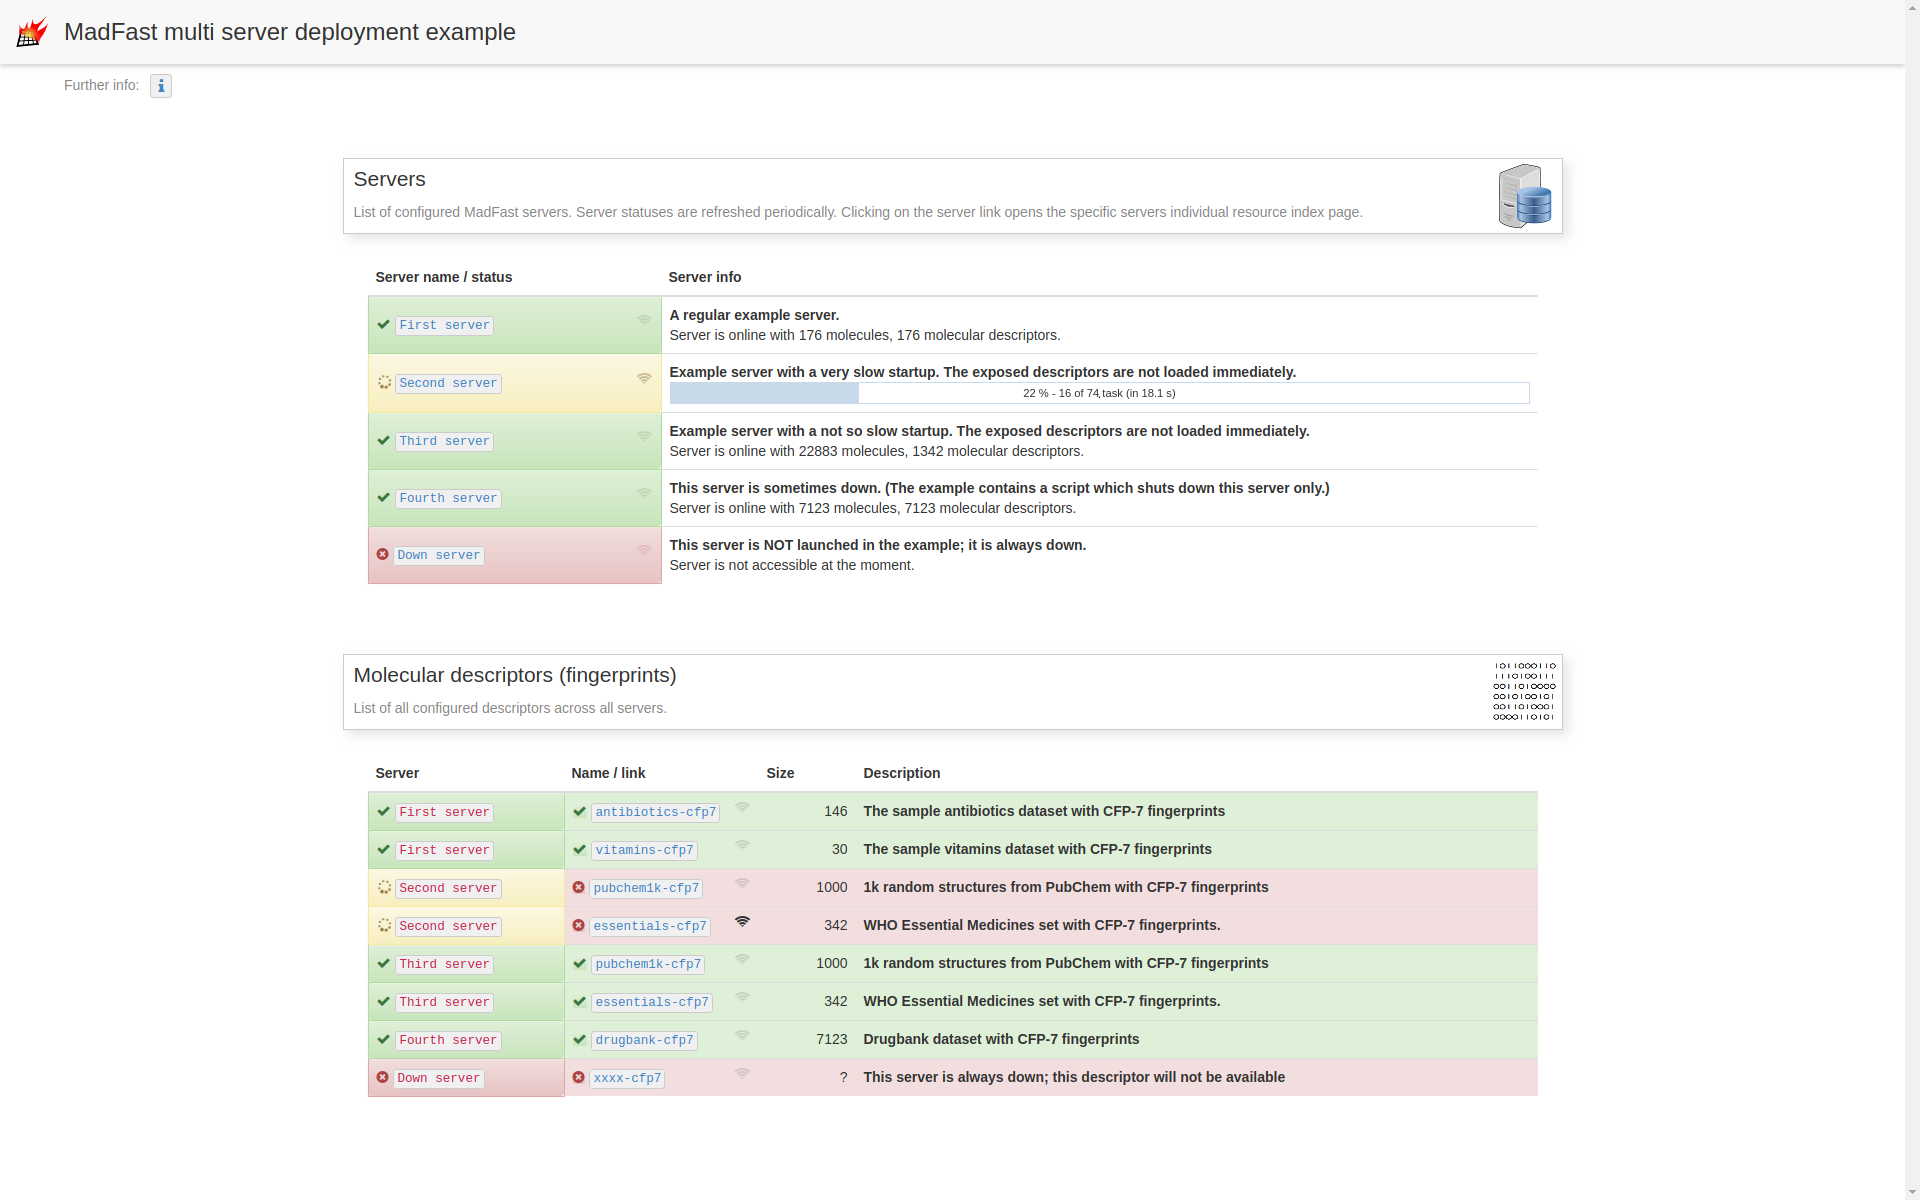 MadFast multi server deployment example
Further info:
Servers
List of configured MadFast servers. Server statuses are refreshed periodically. Clicking on the server link opens the specific servers individual resource index page.
Server name / status Server info
First server A regular example server.
Server is online with 176 molecules, 176 molecular descriptors.
Second server Example server with a very slow startup. The exposed descriptors are not loaded immediately.
22 % - 16 of 74, task (in 18.1 s)
Third server Example server with a not so slow startup. The exposed descriptors are not loaded immediately.
Server is online with 22883 molecules, 1342 molecular descriptors.
Fourth server This server is sometimes down. (The example contains a script which shuts down this server only.)
Server is online with 7123 molecules, 7123 molecular descriptors.
Down server This server is NOT launched in the example; it is always down.
Server is not accessible at the moment.
Molecular descriptors (fingerprints)
List of all configured descriptors across all servers.
Server Name / link Size Description
First server antibiotics-cfp7 146 The sample antibiotics dataset with CFP-7 fingerprints
First server vitamins-cfp7 30 The sample vitamins dataset with CFP-7 fingerprints
Second server pubchem1k-cfp7 1000 1k random structures from PubChem with CFP-7 fingerprints
Second server essentials-cfp7 342 WHO Essential Medicines set with CFP-7 fingerprints.
Third server pubchem1k-cfp7 1000 1k random structures from PubChem with CFP-7 fingerprints
Third server essentials-cfp7 342 WHO Essential Medicines set with CFP-7 fingerprints.
Fourth server drugbank-cfp7 7123 Drugbank dataset with CFP-7 fingerprints
Down server xxxx-cfp7 ? This server is always down; this descriptor will not be available